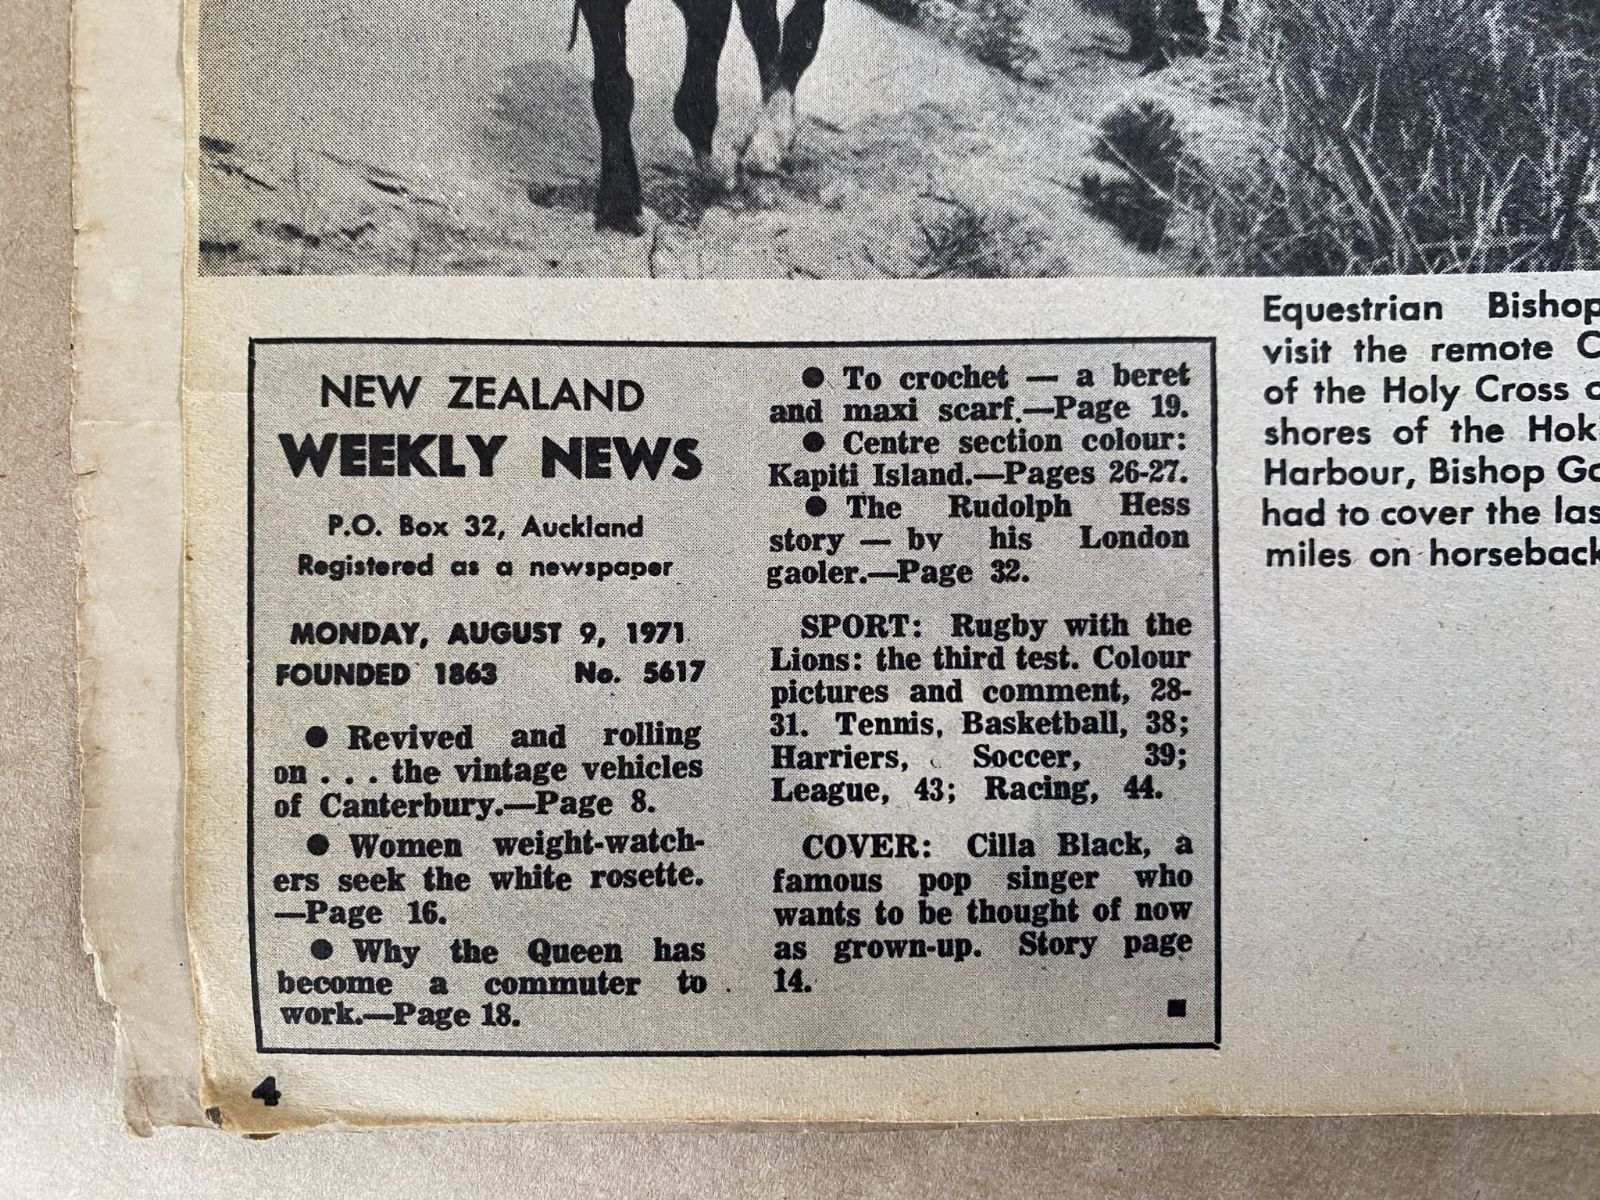 NEW ZEALAND
WEEKLY NEWS
P.O. Box 32, Auckland
Registered as a newspaper
MONDAY, AUGUST 9, 1971
FOUNDED 1863 No. 5617
● Revived and rolling
on . . . the vintage vehicles
of Canterbury.—Page 8.
● Women weight-watch-
ers seek the white rosette.
—Page 16.
● Why the Queen has
become a commuter to
work.—Page 18.
● To crochet — a beret
and maxi scarf.—Page 19.
● Centre section colour:
Kapiti Island.—Pages 26-27.
● The Rudolph Hess
story — by his London
gaoler.—Page 32.
SPORT: Rugby with the
Lions: the third test. Colour
pictures and comment, 28-
31. Tennis, Basketball, 38;
Harriers, Soccer, 39;
League, 43; Racing, 44.
COVER: Cilla Black, a
famous pop singer who
wants to be thought of now
as grown-up. Story page
14.
Equestrian Bishop
visit the remote
of the Holy Cross
shores of the Hok
Harbour, Bishop
had to cover the las
miles on horseback
4